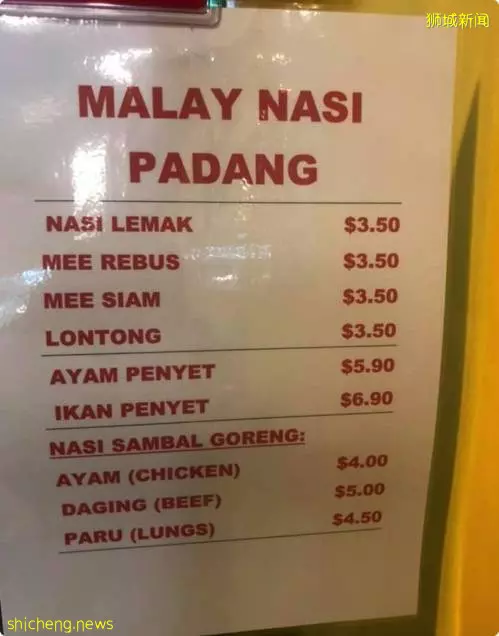 狮城新闻
MALAY NASI
PADANG
NASI LEMAK $3.50
MEE REBUS $3.50
MEE SIAM $3.50
LONTONG $3.50
AYAM PENYET $5.90
IKAN PENYET $6.90
NASI SAMBAL GORENG:
AYAM (CHICKEN) $4.00
DAGING (BEEF) $5.00
PARU (LUNGS) $4.50
shicheng.news